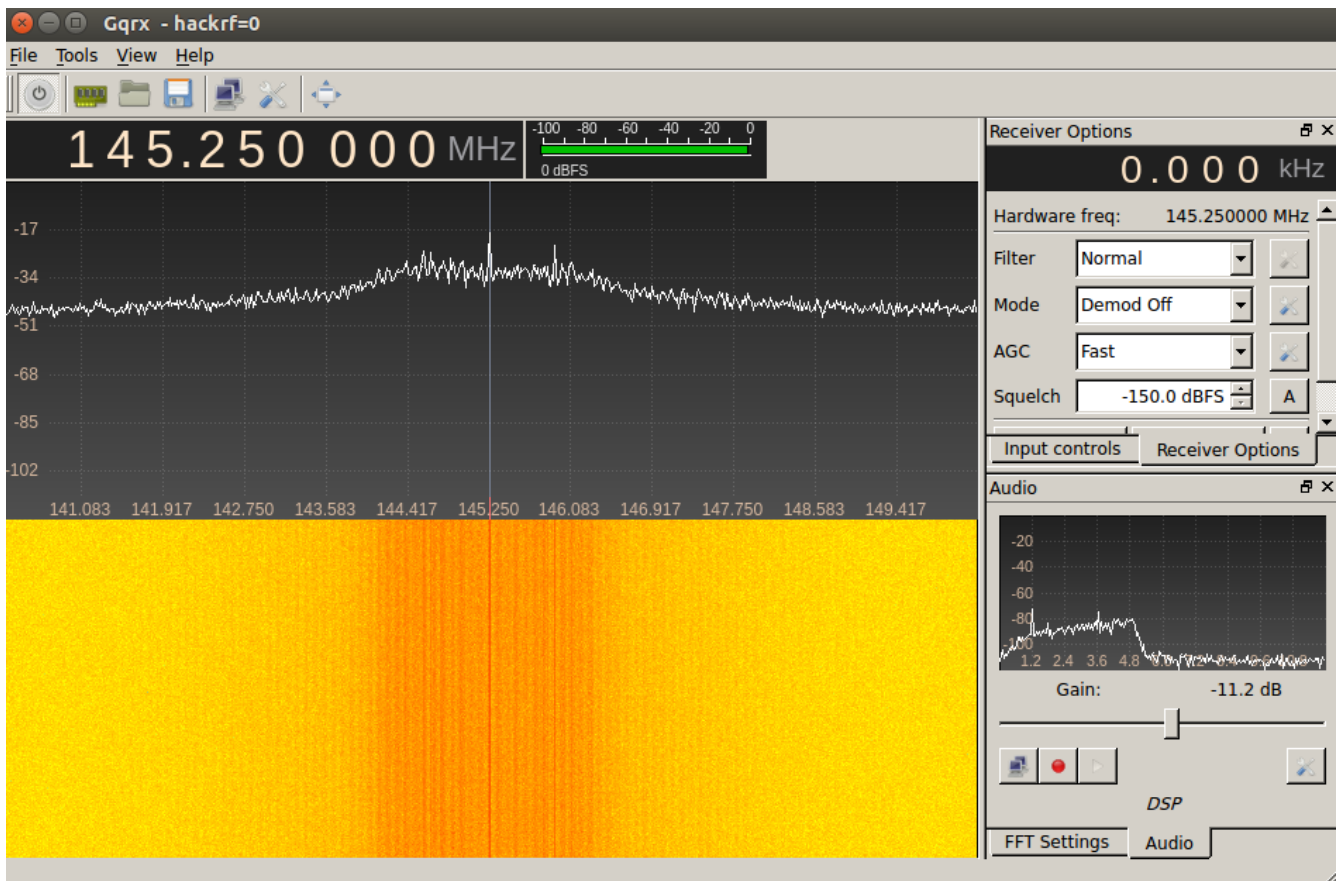 Gqrx - hackrf=0
File Tools View Help
145.250 000 MHz
-100 -80 -60 -40 -20 0
0 dBFS
-17
-34
-51
-68
-85
-102
141.083 141.917 142.750 143.583 144.417 145.250 146.083 146.917 147.750 148.583 149.417
Receiver Options
0.000 kHz
Hardware freq: 145.250000 MHz
Filter Normal
Mode Demod Off
AGC Fast
Squelch -150.0 dBFS A
Input controls Receiver Options
Audio
-20
-40
-60
-80
-100
1.2 2.4 3.6 4.8
Gain: -11.2 dB
DSP
FFT Settings Audio